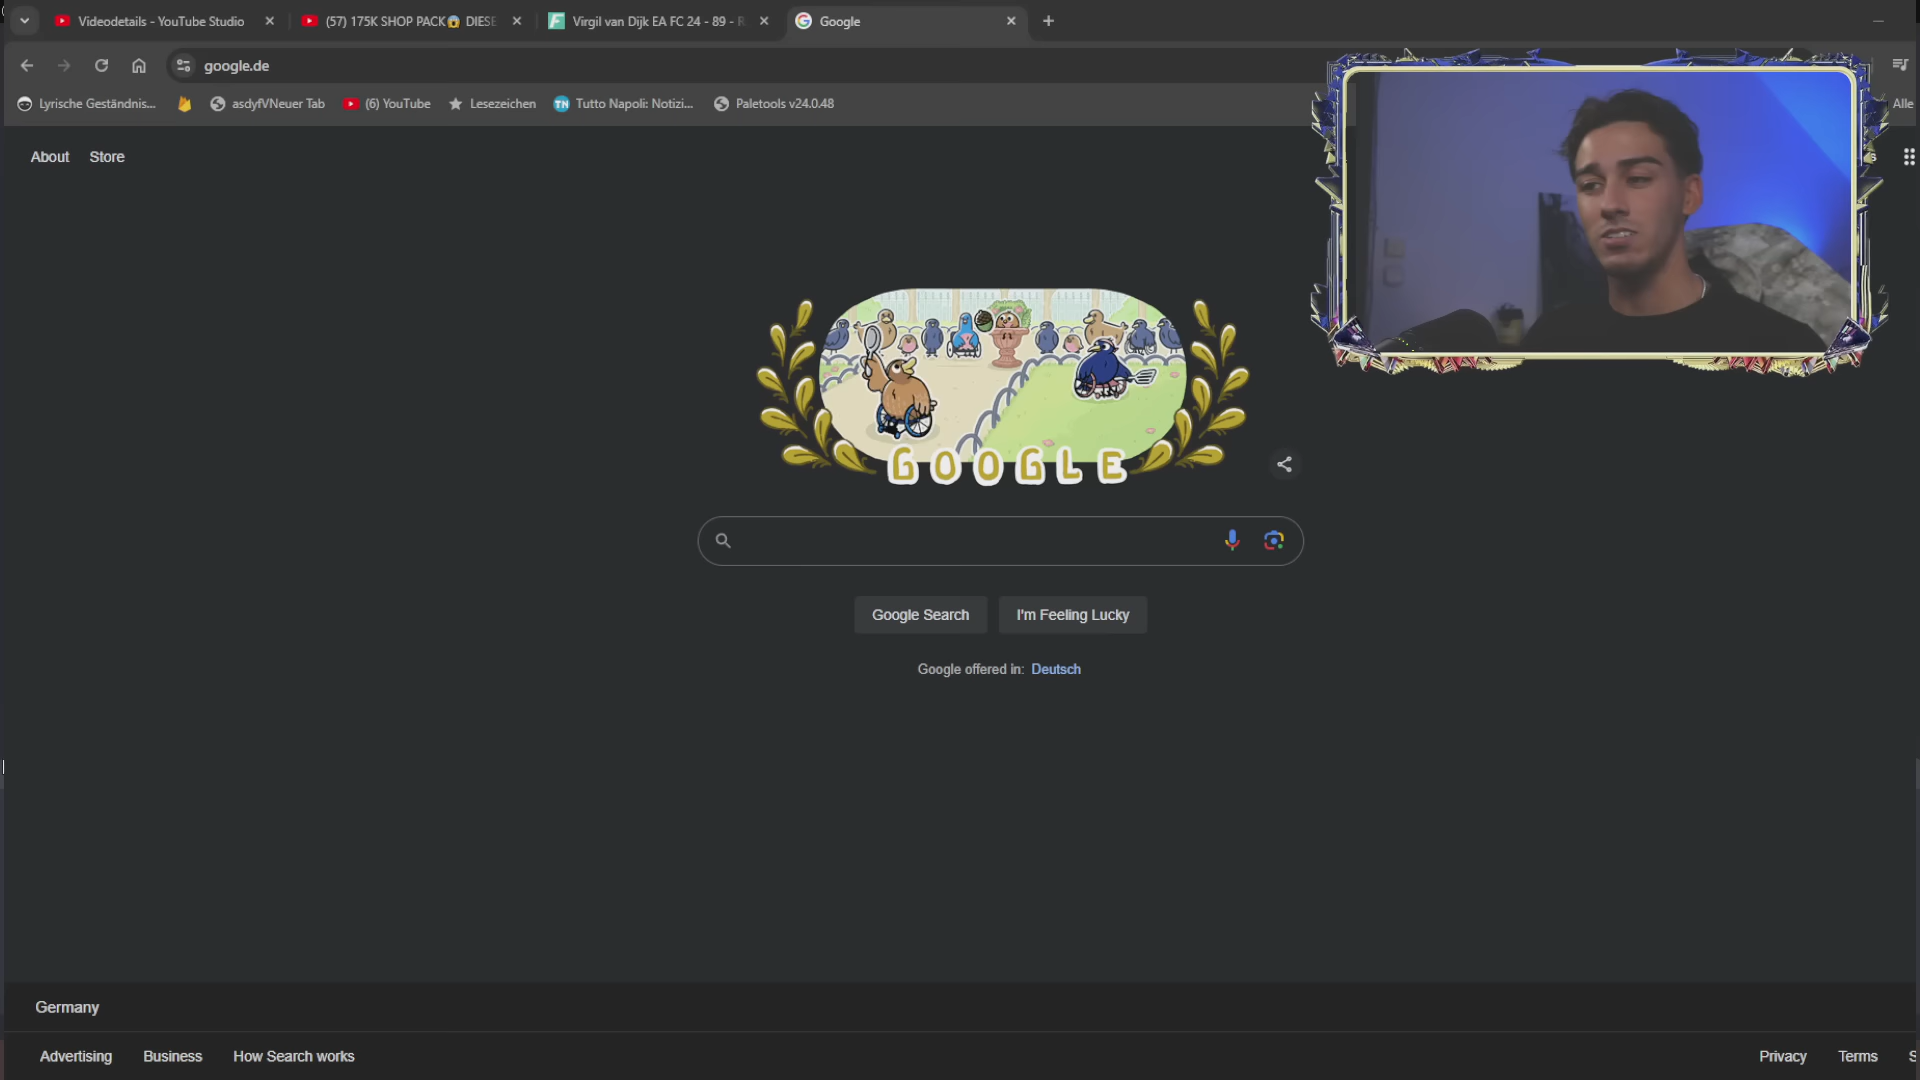 Videodetails - YouTube Studio
(57) 175K SHOP PACK😱 DIESE
Virgil van Dijk EA FC 24 - 89 - R
Google
google.de
Lyrische Geständnis...
asdyfVNeuer Tab
(6) YouTube
Lesezeichen
TN
Tutto Napoli: Notizi...
Paletools v24.0.48
Alle
About
Store
GOOGLE
Google Search
I'm Feeling Lucky
Google offered in: Deutsch
Germany
Advertising
Business
How Search works
Privacy
Terms